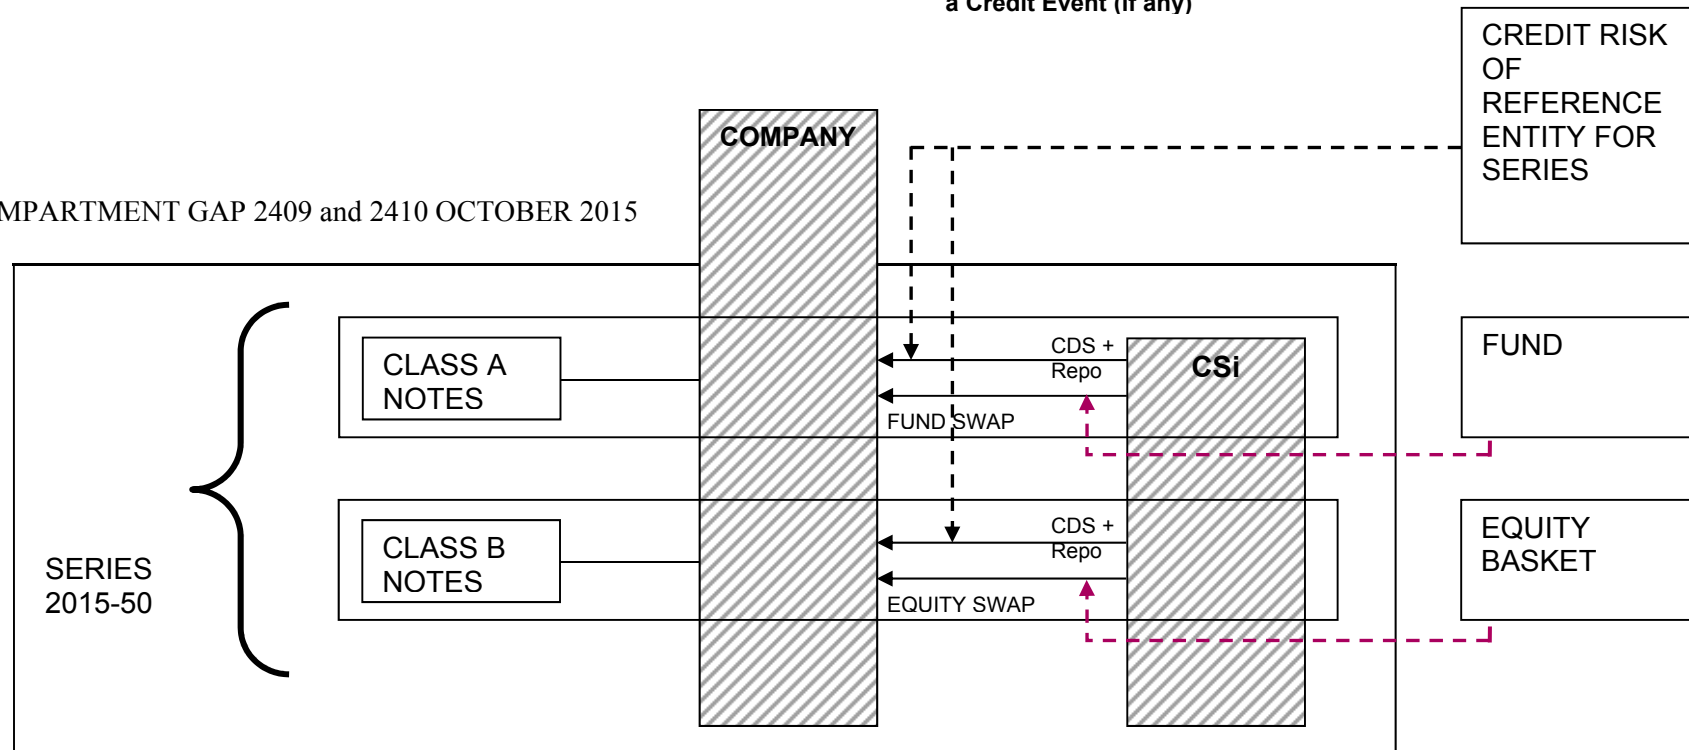 a Credit Event (if any)
CREDIT RISK
OF
REFERENCE
ENTITY FOR
SERIES
COMPANY
MPARTMENT GAP 2409 and 2410 OCTOBER 2015
CLASS A
NOTES
CDS +
Repo
CSi
FUND
FUND SWAP
CLASS B
NOTES
CDS +
Repo
EQUITY
BASKET
SERIES
2015-50
EQUITY SWAP